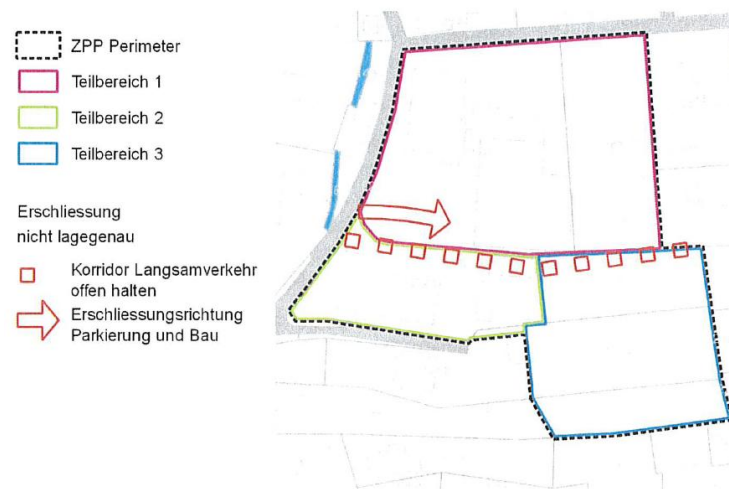 ZPP Perimeter
Teilbereich 1
Teilbereich 2
Teilbereich 3
Erschliessung
nicht lagegenau
Korridor Langsamverkehr
offen halten
Erschliessungsrichtung
Parkierung und Bau